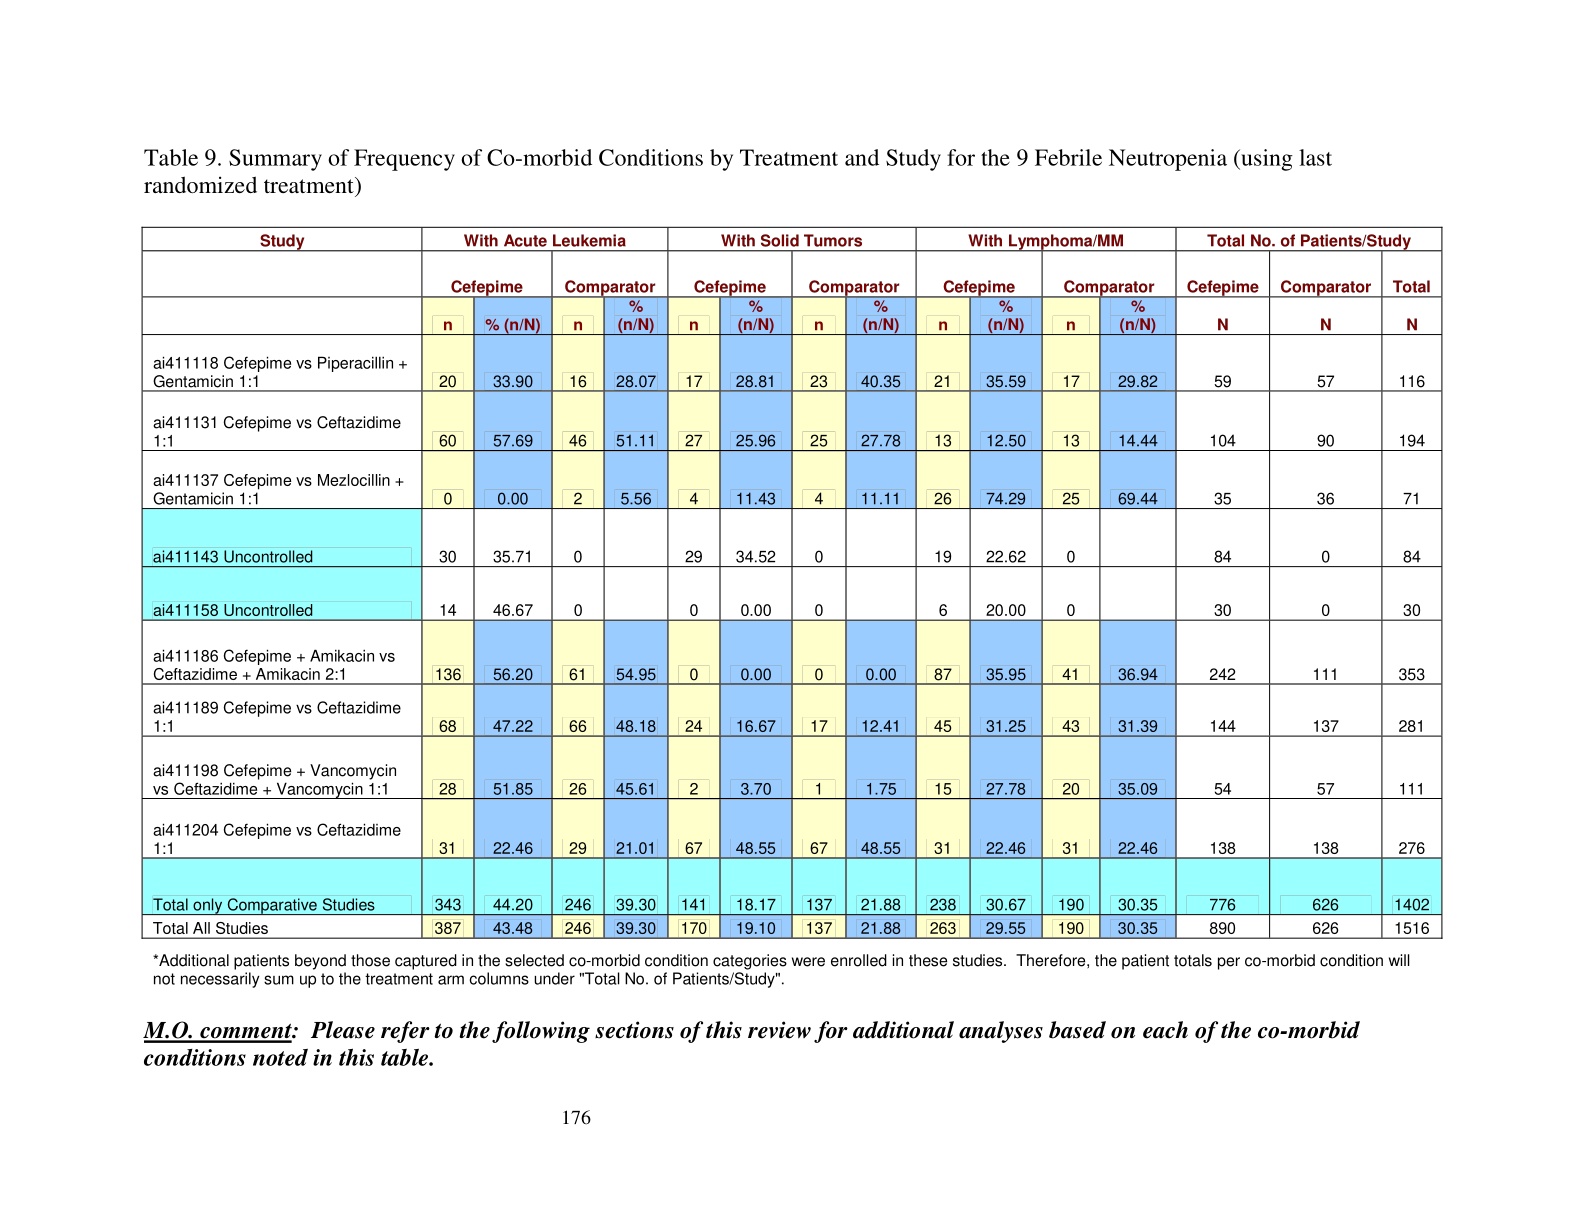 Table 9. Summary of Frequency of Co-morbid Conditions by Treatment and Study for the 9 Febrile Neutropenia (using last
randomized treatment)
Study With Acute Leukemia With Solid Tumors With Lymphoma/MM Total No. of Patients/Study
Cefepime Comparator Cefepime Comparator Cefepime Comparator Cefepime Comparator Total
n % (n/N) n % (n/N) n % (n/N) n % (n/N) n % (n/N) n % (n/N) N N N
ai411118 Cefepime vs Piperacillin +
Gentamicin 1:1 20 33.90 16 28.07 17 28.81 23 40.35 21 35.59 17 29.82 59 57 116
ai411131 Cefepime vs Ceftazidime
1:1 60 57.69 46 51.11 27 25.96 25 27.78 13 12.50 13 14.44 104 90 194
ai411137 Cefepime vs Mezlocillin +
Gentamicin 1:1 0 0.00 2 5.56 4 11.43 4 11.11 26 74.29 25 69.44 35 36 71
ai411143 Uncontrolled 30 35.71 0 29 34.52 0 19 22.62 0 84 0 84
ai411158 Uncontrolled 14 46.67 0 0 0.00 0 6 20.00 0 30 0 30
ai411186 Cefepime + Amikacin vs
Ceftazidime + Amikacin 2:1 136 56.20 61 54.95 0 0.00 0 0.00 87 35.95 41 36.94 242 111 353
ai411189 Cefepime vs Ceftazidime
1:1 68 47.22 66 48.18 24 16.67 17 12.41 45 31.25 43 31.39 144 137 281
ai411198 Cefepime + Vancomycin
vs Ceftazidime + Vancomycin 1:1 28 51.85 26 45.61 2 3.70 1 1.75 15 27.78 20 35.09 54 57 111
ai411204 Cefepime vs Ceftazidime
1:1 31 22.46 29 21.01 67 48.55 67 48.55 31 22.46 31 22.46 138 138 276
Total only Comparative Studies 343 44.20 246 39.30 141 18.17 137 21.88 238 30.67 190 30.35 776 626 1402
Total All Studies 387 43.48 246 39.30 170 19.10 137 21.88 263 29.55 190 30.35 890 626 1516
*Additional patients beyond those captured in the selected co-morbid condition categories were enrolled in these studies. Therefore, the patient totals per co-morbid condition will
not necessarily sum up to the treatment arm columns under "Total No. of Patients/Study".
M.O. comment: Please refer to the following sections of this review for additional analyses based on each of the co-morbid
conditions noted in this table.
176